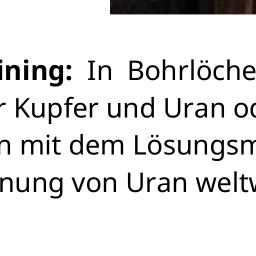 ining: In Bohrlöche
r Kupfer und Uran od
n mit dem Lösungsm
nung von Uran weltw